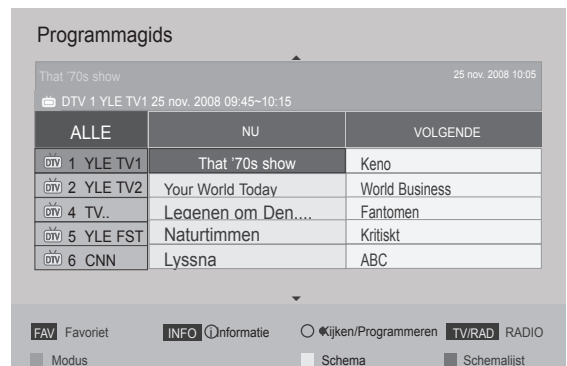 Programmagids
That '70s show 25 nov. 2008 10:05
DTV 1 YLE TV1 25 nov. 2008 09:45~10:15
ALLE NU VOLGENDE
DTV 1 YLE TV1 That '70s show Keno
DTV 2 YLE TV2 Your World Today World Business
DTV 4 TV.. Legenen om Den.... Fantomen
DTV 5 YLE FST Naturtimmen Kritiskt
DTV 6 CNN Lyssna ABC
FAV Favoriet INFO ⓘInformatie Kijken/Programmeren TV/RAD RADIO
Modus Schema Schemalijst